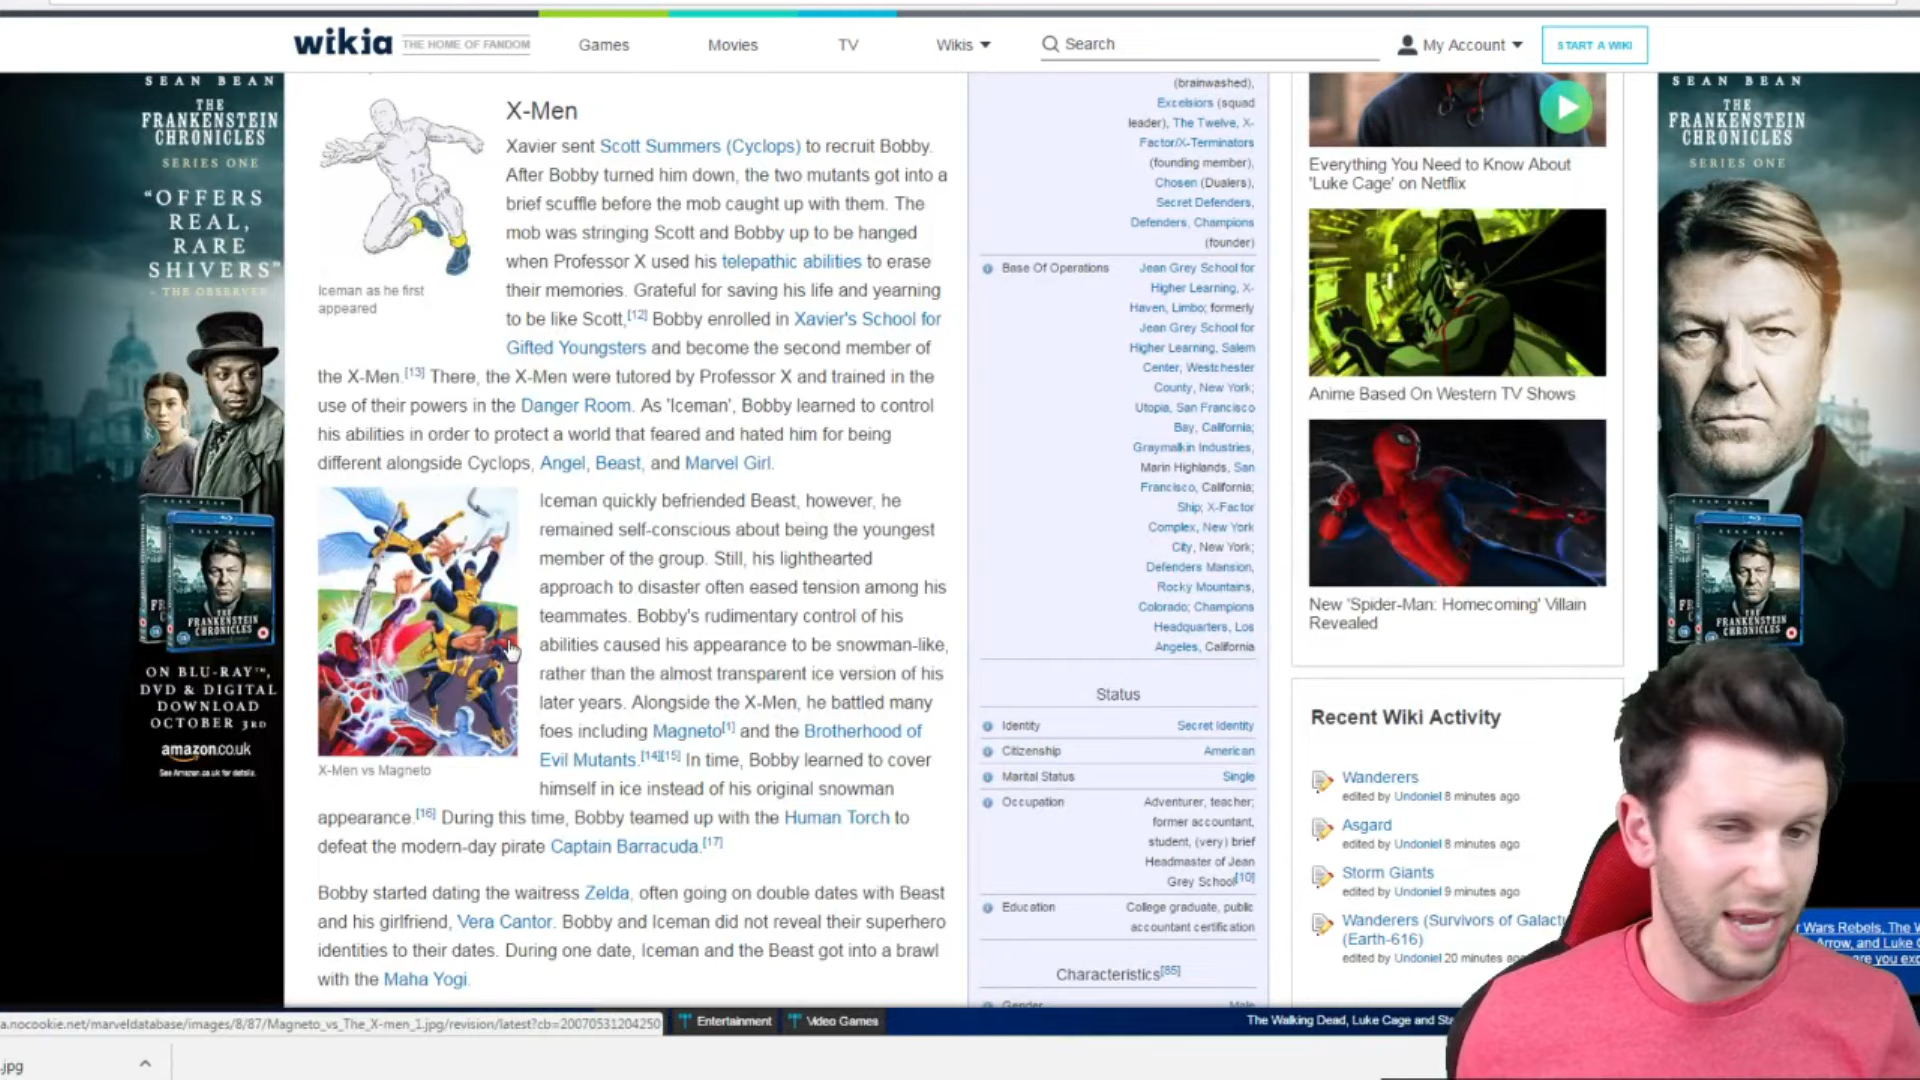 wikia THE HOME OF FANDOM
Games
Movies
TV
Wikis
Search
My Account
START A WIKI
SEAN BEAN
THE
FRANKENSTEIN
CHRONICLES
SERIES ONE
"OFFERS
REAL,
RARE
SHIVERS"
- THE OBSERVER
THE
FRANKENSTEIN
CHRONICLES
ON BLU-RAY™,
DVD & DIGITAL
DOWNLOAD
OCTOBER 3RD
amazon.co.uk
See Amazon.co.uk for details.
Iceman as he first
appeared
X-Men
Xavier sent Scott Summers (Cyclops) to recruit Bobby.
After Bobby turned him down, the two mutants got into a
brief scuffle before the mob caught up with them. The
mob was stringing Scott and Bobby up to be hanged
when Professor X used his telepathic abilities to erase
their memories. Grateful for saving his life and yearning
to be like Scott,[12] Bobby enrolled in Xavier's School for
Gifted Youngsters and become the second member of
the X-Men.[13] There, the X-Men were tutored by Professor X and trained in the
use of their powers in the Danger Room. As 'Iceman', Bobby learned to control
his abilities in order to protect a world that feared and hated him for being
different alongside Cyclops, Angel, Beast, and Marvel Girl.
X-Men vs Magneto
Iceman quickly befriended Beast, however, he
remained self-conscious about being the youngest
member of the group. Still, his lighthearted
approach to disaster often eased tension among his
teammates. Bobby's rudimentary control of his
abilities caused his appearance to be snowman-like,
rather than the almost transparent ice version of his
later years. Alongside the X-Men, he battled many
foes including Magneto[1] and the Brotherhood of
Evil Mutants.[14][15] In time, Bobby learned to cover
himself in ice instead of his original snowman
appearance.[16] During this time, Bobby teamed up with the Human Torch to
defeat the modern-day pirate Captain Barracuda.[17]
Bobby started dating the waitress Zelda, often going on double dates with Beast
and his girlfriend, Vera Cantor. Bobby and Iceman did not reveal their superhero
identities to their dates. During one date, Iceman and the Beast got into a brawl
with the Maha Yogi.
(brainwashed),
Excelsiors (squad
leader), The Twelve, X-
Factor/X-Terminators
(founding member),
Chosen (Dualers),
Secret Defenders,
Defenders, Champions
(founder)
Base Of Operations
Jean Grey School for
Higher Learning, X-
Haven, Limbo; formerly
Jean Grey School for
Higher Learning, Salem
Center, Westchester
County, New York;
Utopia, San Francisco
Bay, California;
Graymalkin Industries,
Marin Highlands, San
Francisco, California;
Ship; X-Factor
Complex, New York
City, New York;
Defenders Mansion,
Rocky Mountains,
Colorado; Champions
Headquarters, Los
Angeles, California
Status
Identity Secret Identity
Citizenship American
Marital Status Single
Occupation Adventurer, teacher;
former accountant,
student, (very) brief
Headmaster of Jean
Grey School[10]
Education College graduate, public
accountant certification
Characteristics[85]
Gender Male
Everything You Need to Know About
'Luke Cage' on Netflix
Anime Based On Western TV Shows
New 'Spider-Man: Homecoming' Villain
Revealed
Recent Wiki Activity
Wanderers
edited by Undoniel 8 minutes ago
Asgard
edited by Undoniel 8 minutes ago
Storm Giants
edited by Undoniel 9 minutes ago
Wanderers (Survivors of Galactu
(Earth-616)
edited by Undoniel 20 minutes ago
SEAN BEAN
THE
FRANKENSTEIN
CHRONICLES
SERIES ONE
THE
FRANKENSTEIN
CHRONICLES
r Wars Rebels, The W
Arrow, and Luke C
are you exc
a.nocookie.net/marveldatabase/images/8/87/Magneto_vs_The_X-men_1.jpg/revision/latest?cb=20070531204250
Entertainment
Video Games
The Walking Dead, Luke Cage and Sta
.jpg